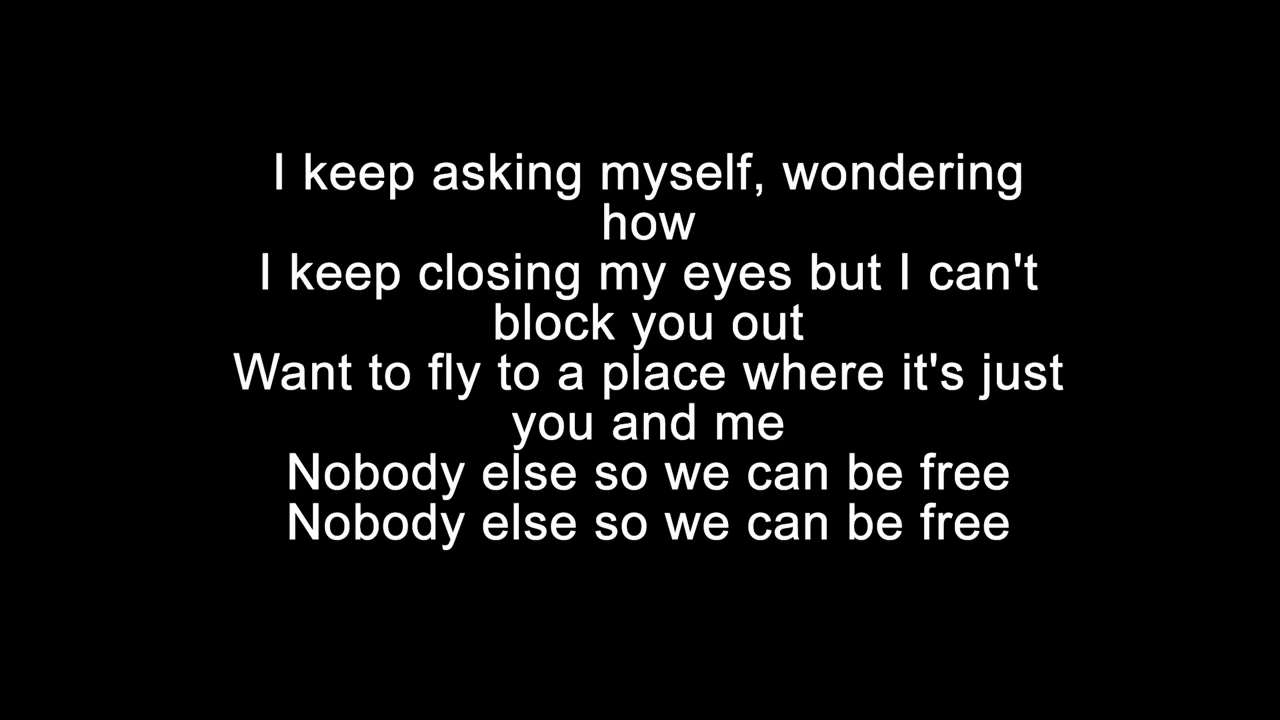 I keep asking myself, wondering
how
I keep closing my eyes but I can't
block you out
Want to fly to a place where it's just
you and me
Nobody else so we can be free
Nobody else so we can be free